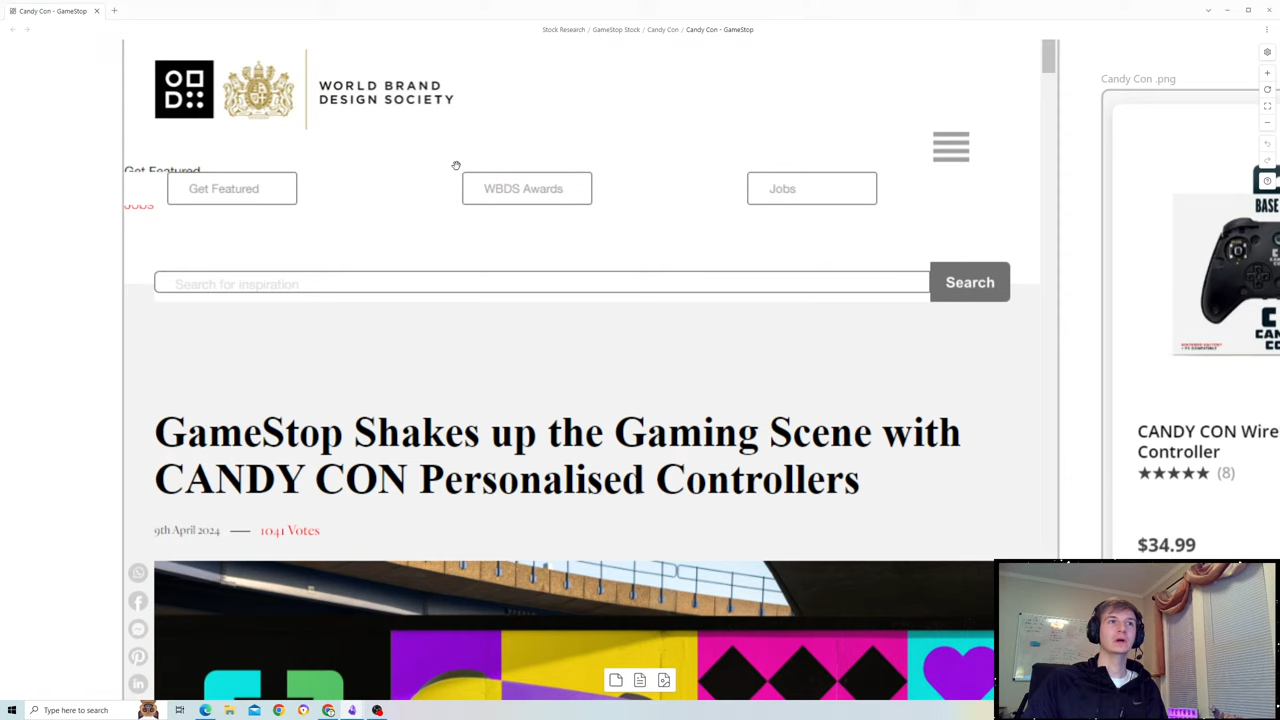 Candy Con - GameStop
Stock Research / GameStop Stock / Candy Con / Candy Con - GameStop
WORLD BRAND
DESIGN SOCIETY
Get Featured
Get Featured
WBDS Awards
Jobs
Jobs
Search for inspiration
Search
GameStop Shakes up the Gaming Scene with
CANDY CON Personalised Controllers
9th April 2024 — 1041 Votes
Candy Con .png
BASE
CANDY CON Wire
Controller
★★★★★ (8)
$34.99
Type here to search